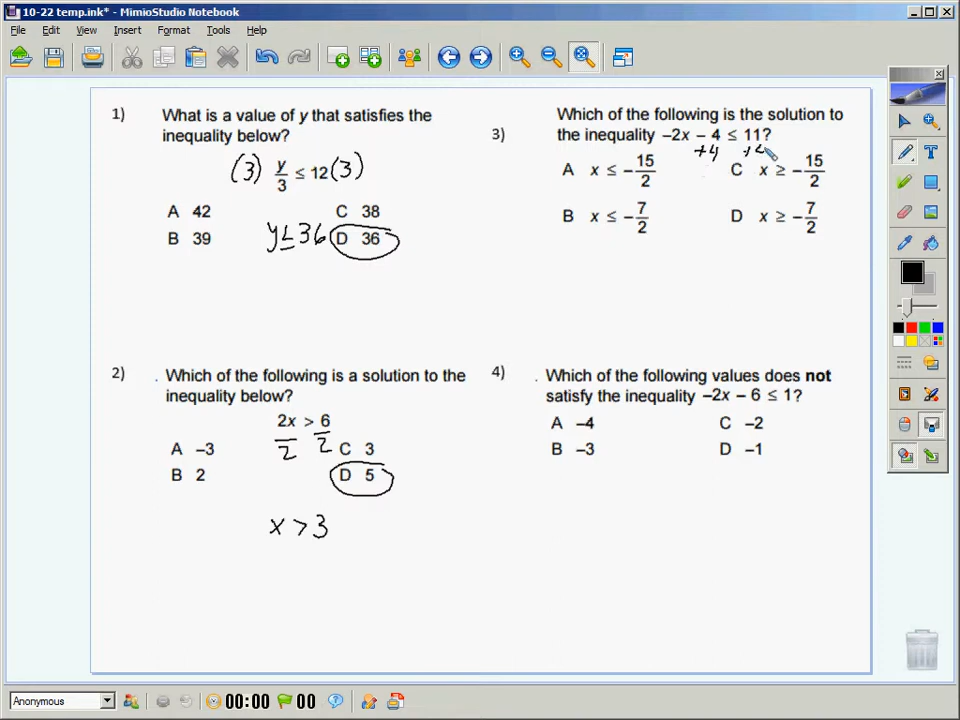 10-22 temp.ink* - MimioStudio Notebook
File Edit View Insert Format Tools Help
1) What is a value of y that satisfies the
inequality below?
(3) y/3 ≤ 12 (3)
A 42
C 38
B 39
y ≤ 36
D 36
2) . Which of the following is a solution to the
inequality below?
2x > 6
2 2
A –3
C 3
B 2
D 5
x > 3
3) Which of the following is the solution to
the inequality –2x – 4 ≤ 11?
+4 +4
A x ≤ –15/2
C x ≥ –15/2
B x ≤ –7/2
D x ≥ –7/2
4) . Which of the following values does not
satisfy the inequality –2x – 6 ≤ 1?
A –4
C –2
B –3
D –1
T
Anonymous
00:00
00